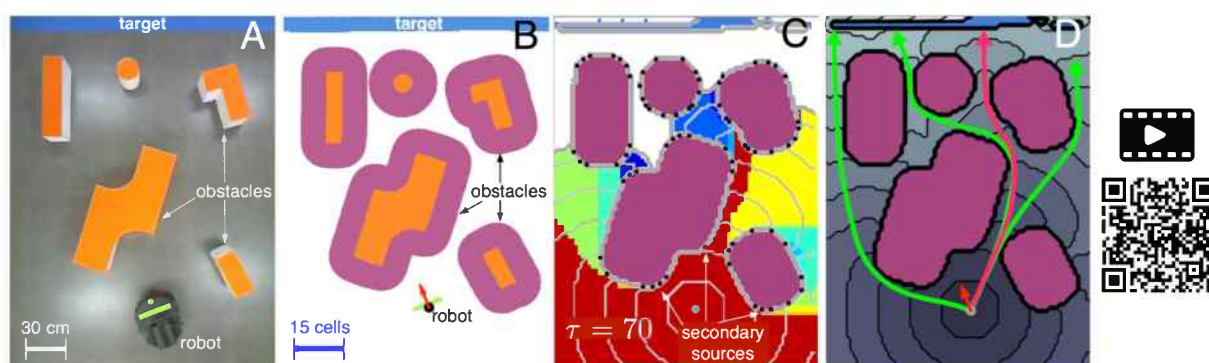 target
A
obstacles
30 cm
robot
target
B
obstacles
robot
15 cells
C
τ = 70
secondary
sources
D